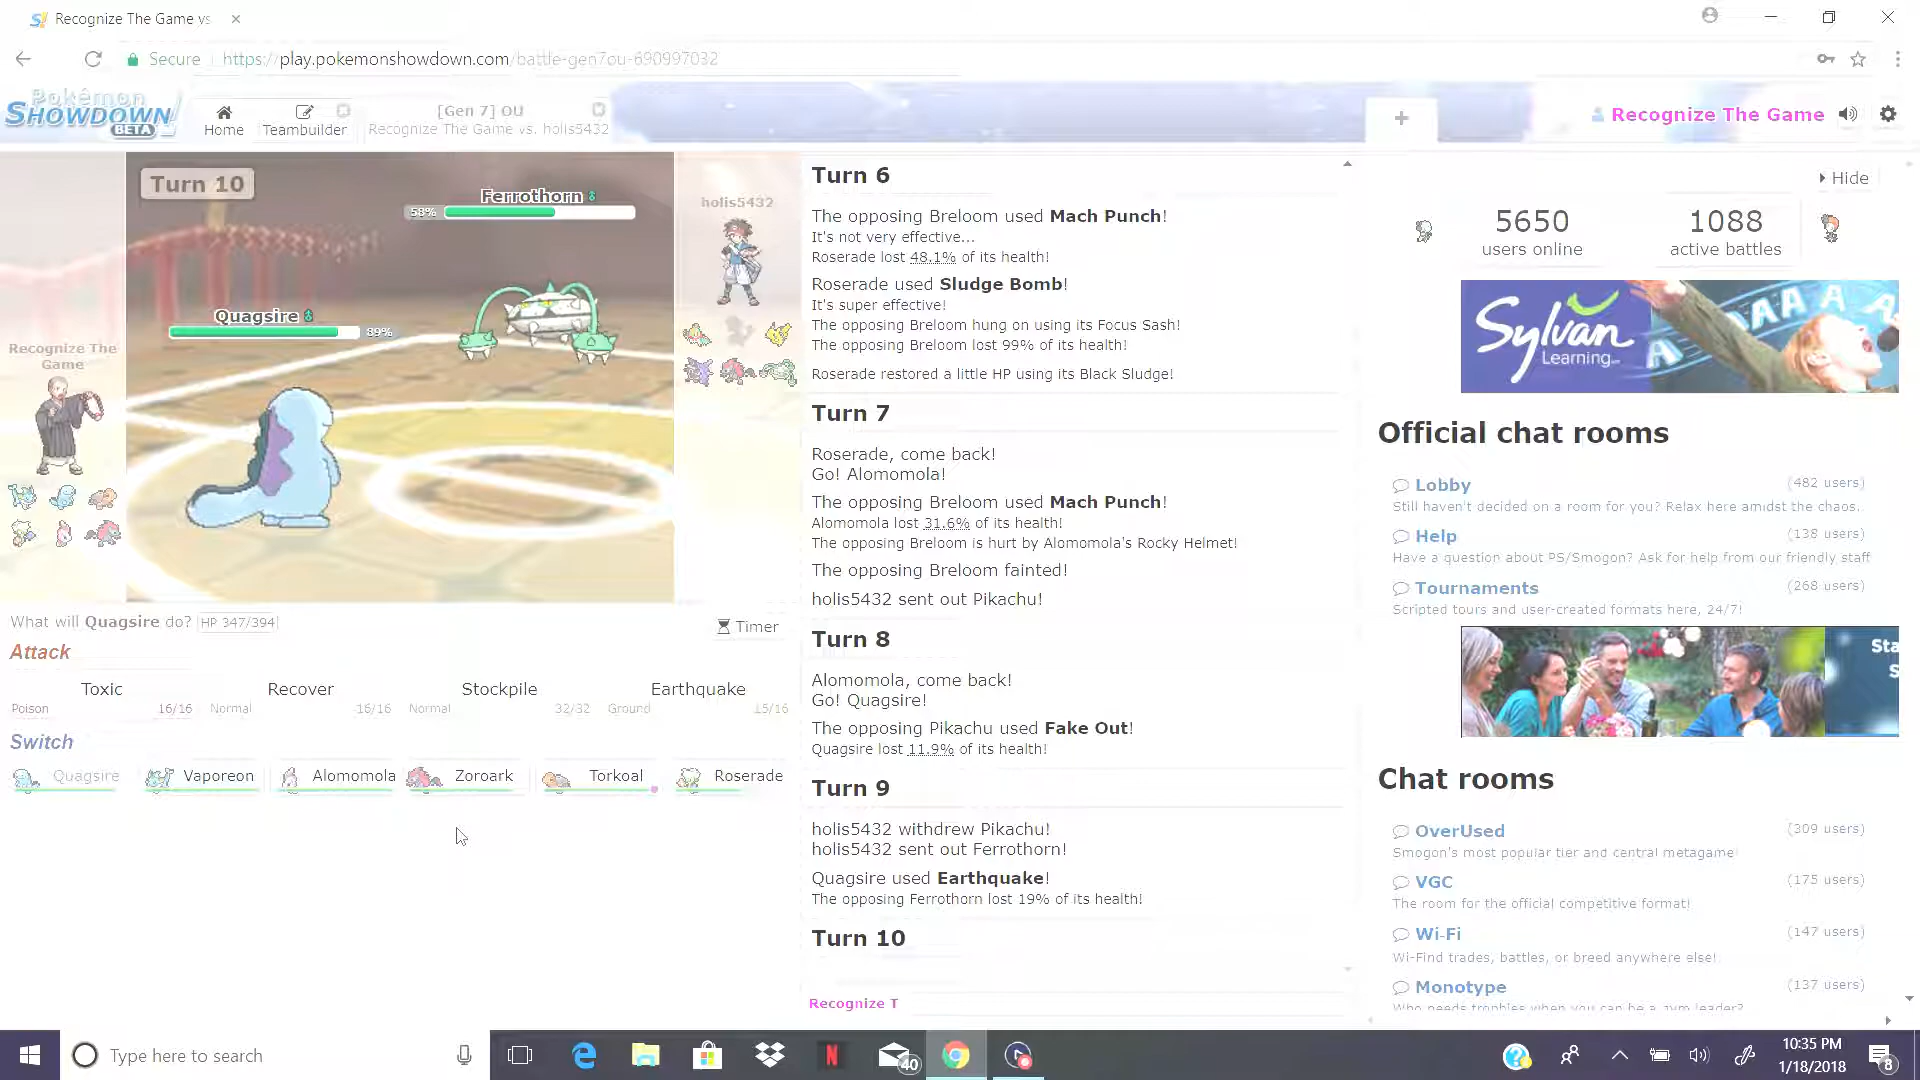 Recognize The Game vs
Secure
https://play.pokemonshowdown.com/battle-gen7ou-690997032
Pokémon
SHOWDOWN!
BETA
Home
Teambuilder
[Gen 7] OU
Recognize The Game vs. holis5432
+
Recognize The Game
Turn 10
Ferrothorn
58%
Quagsire
89%
Recognize The
Game
holis5432
What will Quagsire do? HP 347/394
Timer
Attack
Toxic
Poison 16/16
Recover
Normal 16/16
Stockpile
Normal 32/32
Earthquake
Ground 15/16
Switch
Quagsire
Vaporeon
Alomomola
Zoroark
Torkoal
Roserade
Turn 6
The opposing Breloom used Mach Punch!
It's not very effective...
Roserade lost 48.1% of its health!
Roserade used Sludge Bomb!
It's super effective!
The opposing Breloom hung on using its Focus Sash!
The opposing Breloom lost 99% of its health!
Roserade restored a little HP using its Black Sludge!
Turn 7
Roserade, come back!
Go! Alomomola!
The opposing Breloom used Mach Punch!
Alomomola lost 31.6% of its health!
The opposing Breloom is hurt by Alomomola's Rocky Helmet!
The opposing Breloom fainted!
holis5432 sent out Pikachu!
Turn 8
Alomomola, come back!
Go! Quagsire!
The opposing Pikachu used Fake Out!
Quagsire lost 11.9% of its health!
Turn 9
holis5432 withdrew Pikachu!
holis5432 sent out Ferrothorn!
Quagsire used Earthquake!
The opposing Ferrothorn lost 19% of its health!
Turn 10
Recognize T
Hide
5650
users online
1088
active battles
Sylvan
Learning
A A A A
Official chat rooms
Lobby (482 users)
Still haven't decided on a room for you? Relax here amidst the chaos.
Help (138 users)
Have a question about PS/Smogon? Ask for help from our friendly staff
Tournaments (268 users)
Scripted tours and user-created formats here, 24/7!
Sta
S
Chat rooms
OverUsed (309 users)
Smogon's most popular tier and central metagame!
VGC (175 users)
The room for the official competitive format!
Wi-Fi (147 users)
Wi-Find trades, battles, or breed anywhere else!
Monotype (137 users)
Who needs trophies when you can be a gym leader?
Type here to search
40
10:35 PM
1/18/2018
8